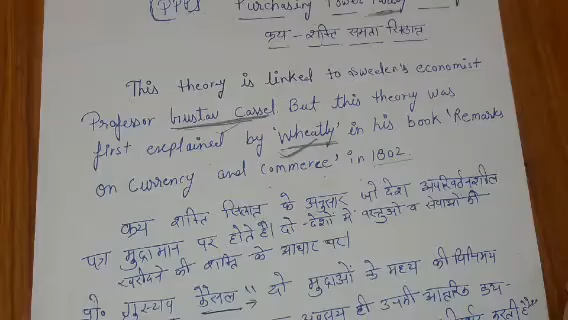 (PPP) Purchasing Power Parity
क्रय - शक्ति समता सिद्धान्त
This theory is linked to Sweden's economist
Professor Gustav Cassel. But this theory was
first explained by 'Wheatly' in his book 'Remarks
on Currency and Commerce' in 1802.
क्रय शक्ति सिद्धान्त के अनुसार जो देश अपरिवर्तनशील
पत्र मुद्रामान पर होते हैं। दो देशों में वस्तुओं व सेवाओं की
खरीदने की शक्ति के आधार पर।
प्रो. गुस्टाव कैसल" दो मुद्राओं के मध्य की विनिमय
ही उनकी आन्तरिक क्रय-
करती है"